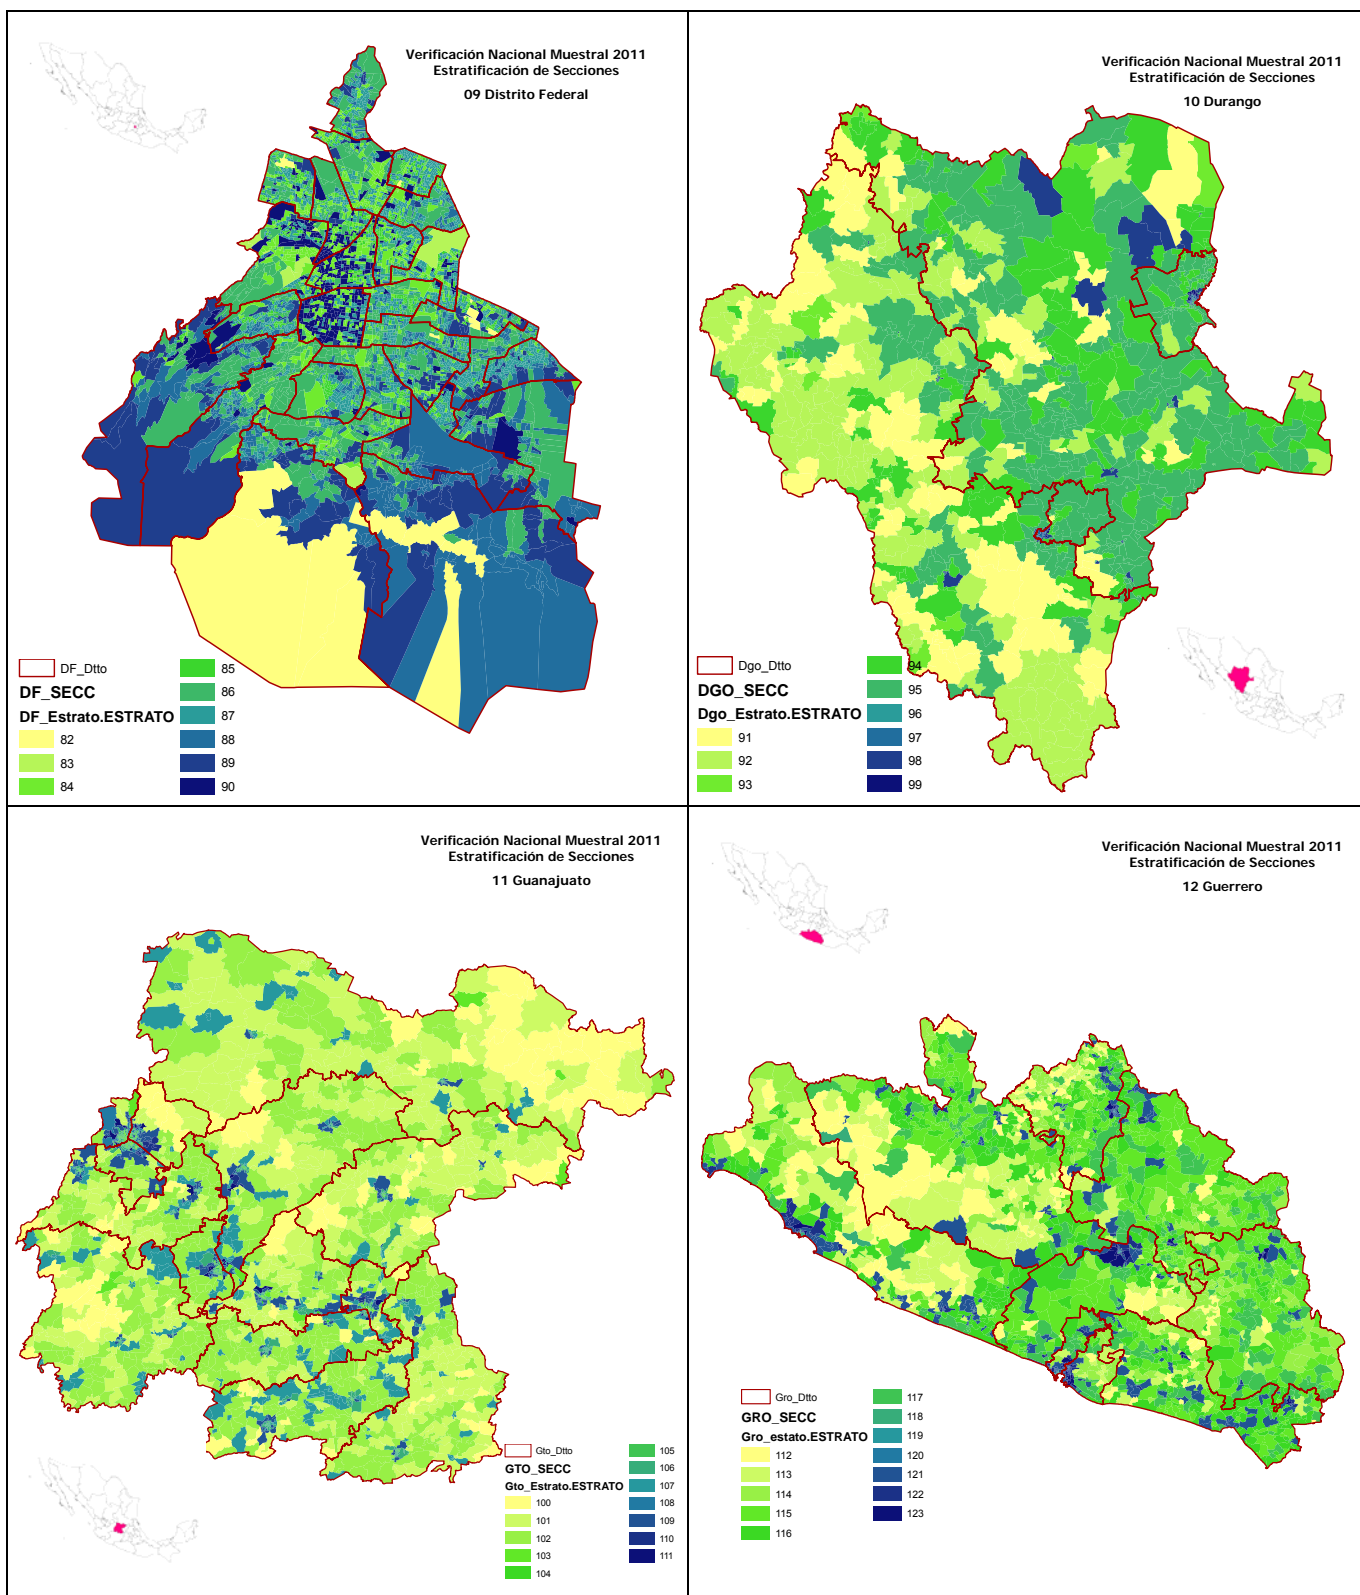 Verificación Nacional Muestral 2011
Estratificación de Secciones
09 Distrito Federal
DF_Dtto
DF_SECC
DF_Estrato.ESTRATO
82
83
84
85
86
87
88
89
90
Verificación Nacional Muestral 2011
Estratificación de Secciones
10 Durango
Dgo_Dtto
DGO_SECC
Dgo_Estrato.ESTRATO
91
92
93
94
95
96
97
98
99
Verificación Nacional Muestral 2011
Estratificación de Secciones
11 Guanajuato
Gto_Dtto
GTO_SECC
Gto_Estrato.ESTRATO
100
101
102
103
104
105
106
107
108
109
110
111
Verificación Nacional Muestral 2011
Estratificación de Secciones
12 Guerrero
Gro_Dtto
GRO_SECC
Gro_estato.ESTRATO
112
113
114
115
116
117
118
119
120
121
122
123